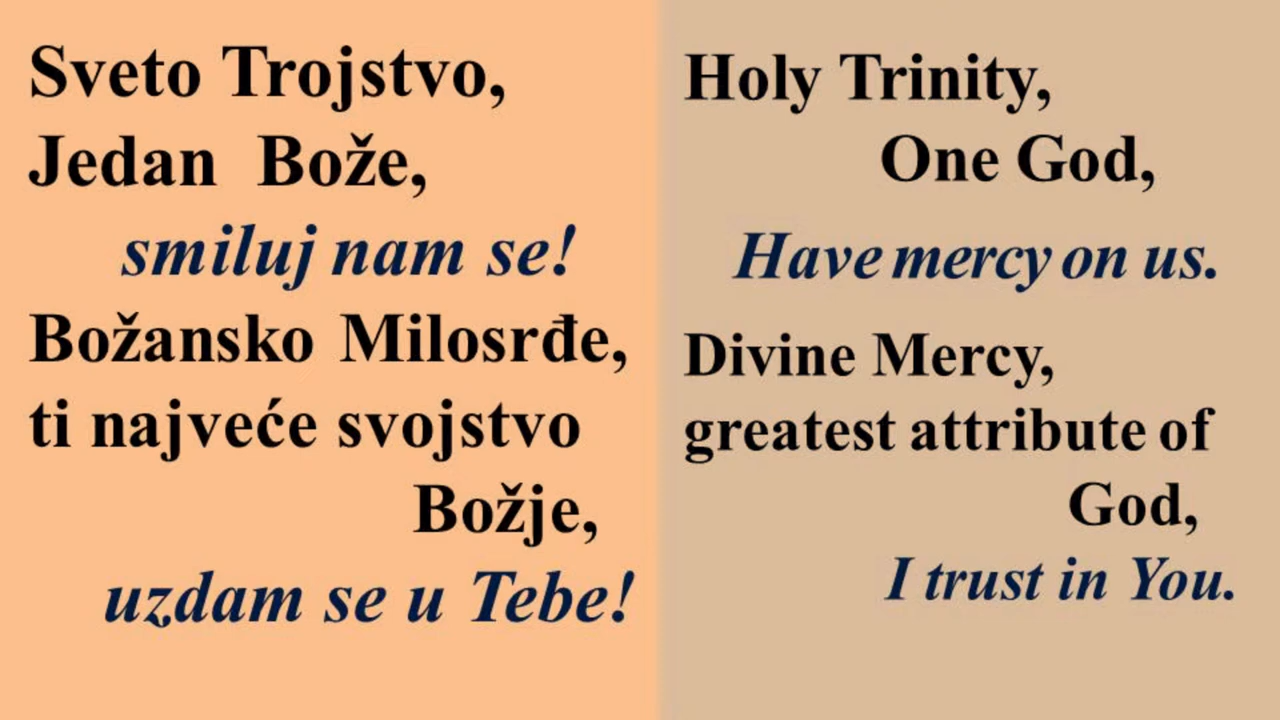 Sveto Trojstvo,
Jedan Bože,
smiluj nam se!
Božansko Milosrđe,
ti najveće svojstvo
Božje,
uzdam se u Tebe!
Holy Trinity,
One God,
Have mercy on us.
Divine Mercy,
greatest attribute of
God,
I trust in You.